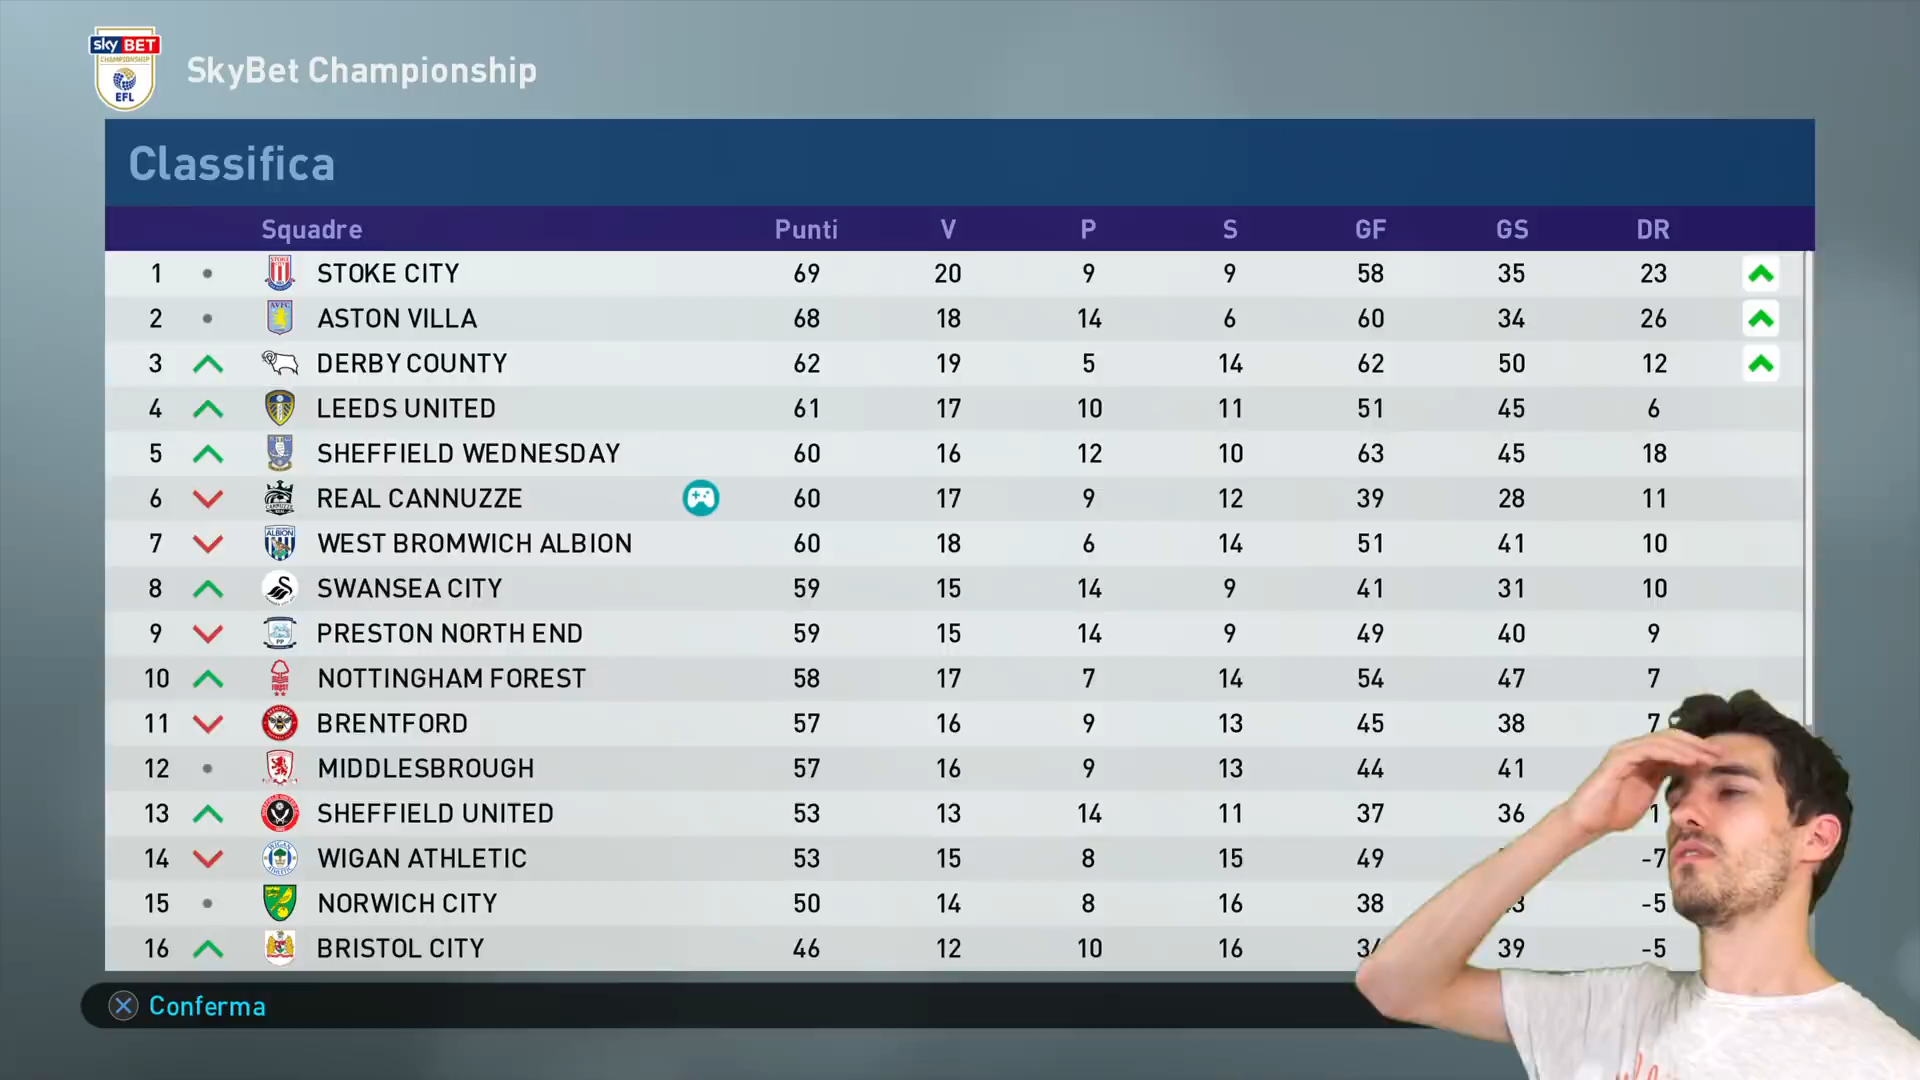 sky BET
CHAMPIONSHIP
EFL
SkyBet Championship
Classifica
Squadre Punti V P S GF GS DR
1 STOKE CITY 69 20 9 9 58 35 23
2 ASTON VILLA 68 18 14 6 60 34 26
3 DERBY COUNTY 62 19 5 14 62 50 12
4 LEEDS UNITED 61 17 10 11 51 45 6
5 SHEFFIELD WEDNESDAY 60 16 12 10 63 45 18
6 REAL CANNUZZE 60 17 9 12 39 28 11
7 WEST BROMWICH ALBION 60 18 6 14 51 41 10
8 SWANSEA CITY 59 15 14 9 41 31 10
9 PRESTON NORTH END 59 15 14 9 49 40 9
10 NOTTINGHAM FOREST 58 17 7 14 54 47 7
11 BRENTFORD 57 16 9 13 45 38 7
12 MIDDLESBROUGH 57 16 9 13 44 41
13 SHEFFIELD UNITED 53 13 14 11 37 36 1
14 WIGAN ATHLETIC 53 15 8 15 49 -7
15 NORWICH CITY 50 14 8 16 38 -5
16 BRISTOL CITY 46 12 10 16 39 -5
Conferma